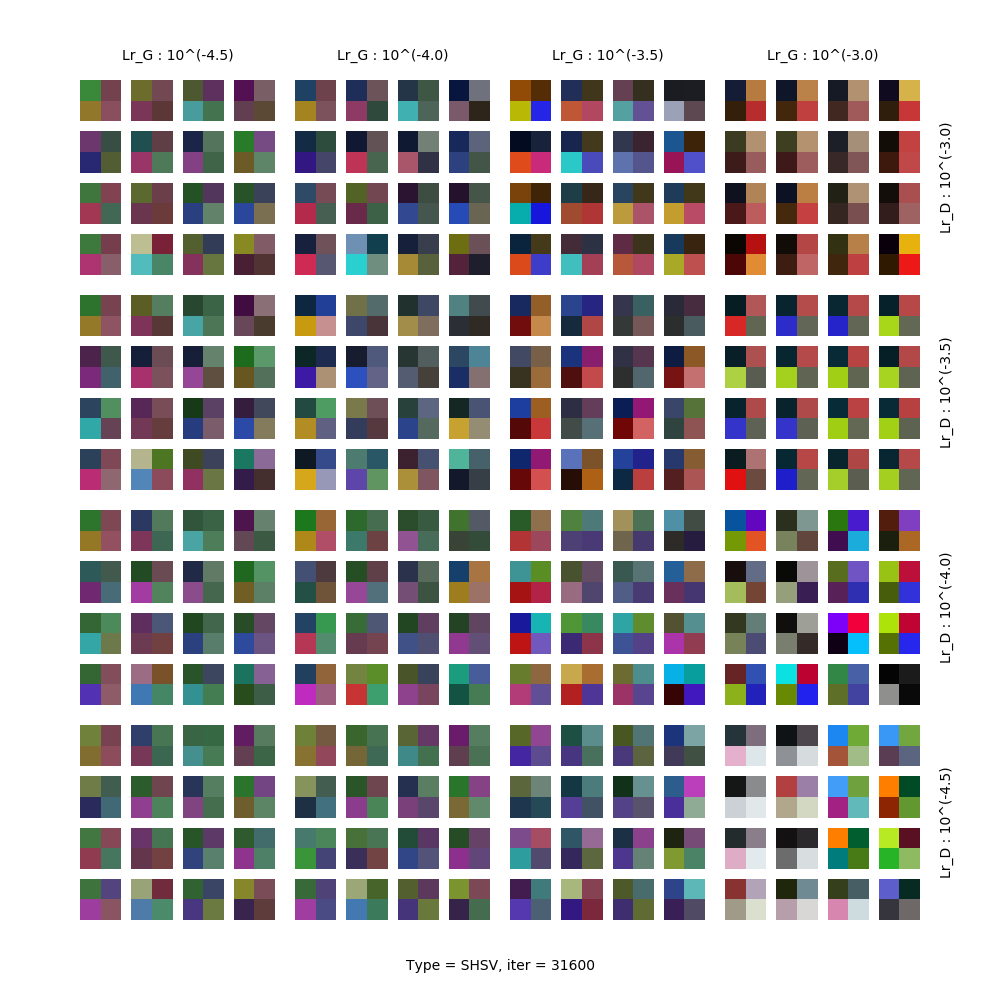 Lr_G : 10^(-4.5)
Lr_G : 10^(-4.0)
Lr_G : 10^(-3.5)
Lr_G : 10^(-3.0)
Lr_D : 10^(-3.0)
Lr_D : 10^(-3.5)
Lr_D : 10^(-4.0)
Lr_D : 10^(-4.5)
Type = SHSV, iter = 31600